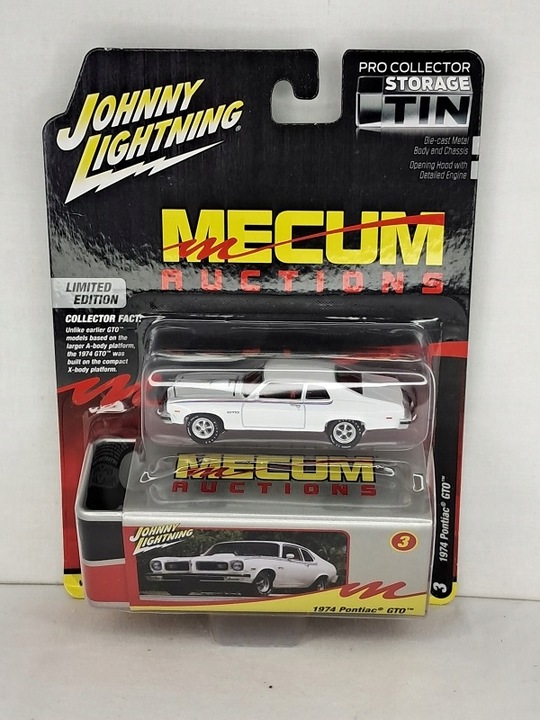 JOHNNY
LIGHTNING®
PRO COLLECTOR
STORAGE
TIN
Die-cast Metal
Body and Chassis
Opening Hood with
Detailed Engine
MECUM
AUCTIONS
LIMITED
EDITION
COLLECTOR FACT:
Unlike earlier GTO™
models based on the
larger A-body platform,
the 1974 GTO™ was
built on the compact
X-body platform.
MECUM
AUCTIONS
JOHNNY
LIGHTNING
3
1974 Pontiac® GTO™
3 1974 Pontiac® GTO™